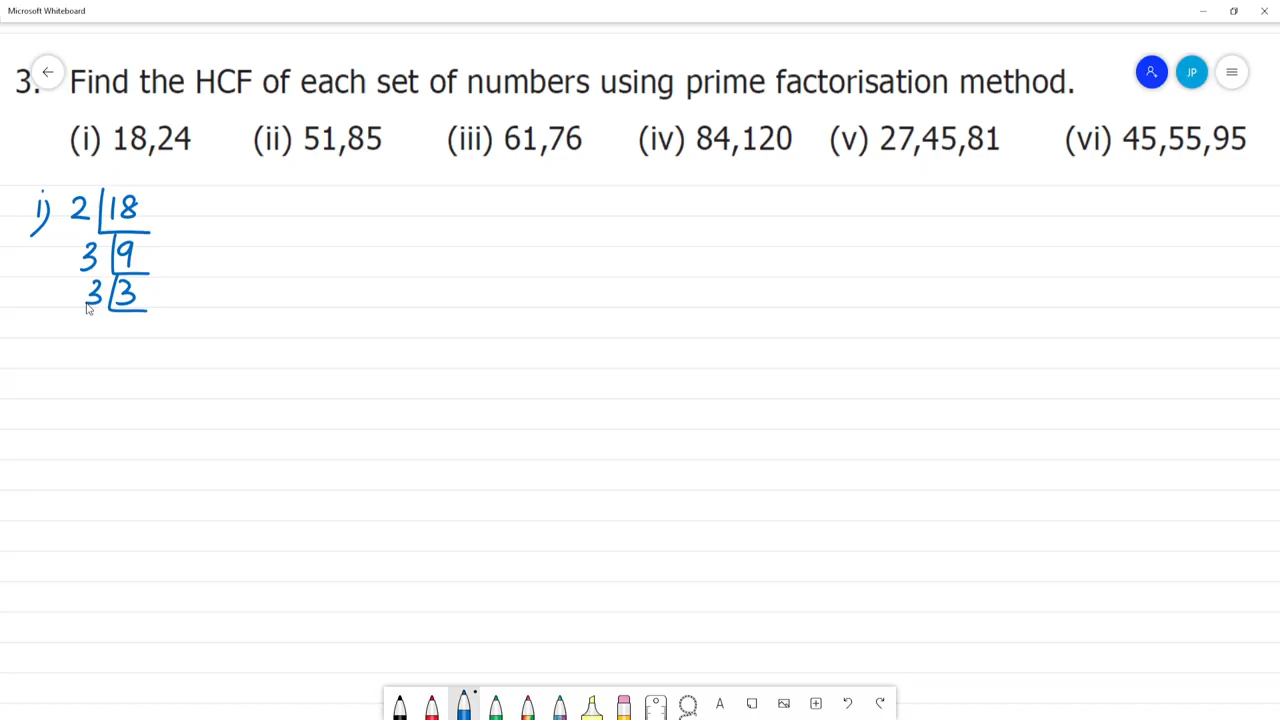 Microsoft Whiteboard
3. Find the HCF of each set of numbers using prime factorisation method.
JP
(i) 18,24 (ii) 51,85 (iii) 61,76 (iv) 84,120 (v) 27,45,81 (vi) 45,55,95
i) 2 18
3 9
3 3
A